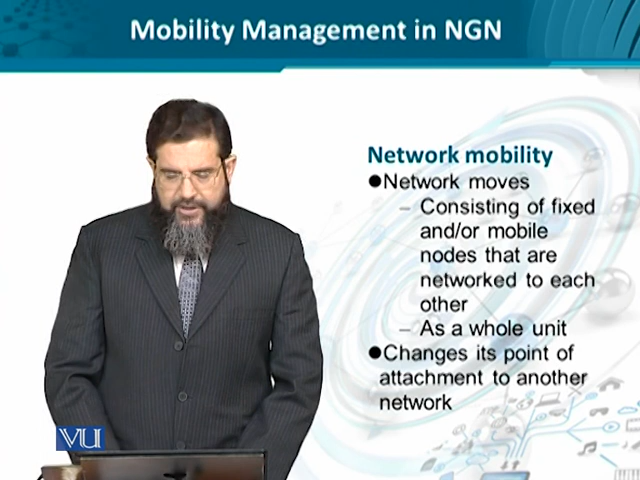 Mobility Management in NGN
Network mobility
●Network moves
– Consisting of fixed
and/or mobile
nodes that are
networked to each
other
– As a whole unit
●Changes its point of
attachment to another
network
VU